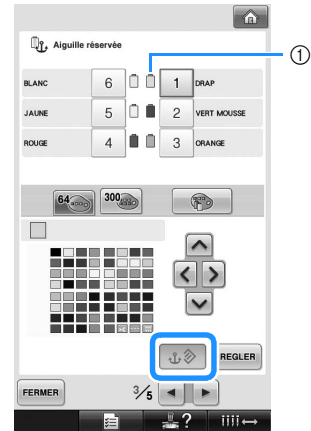 Aiguille réservée
①
BLANC 6 1 DRAP
JAUNE 5 2 VERT MOUSSE
ROUGE 4 3 ORANGE
64 300
REGLER
FERMER 3/5
?